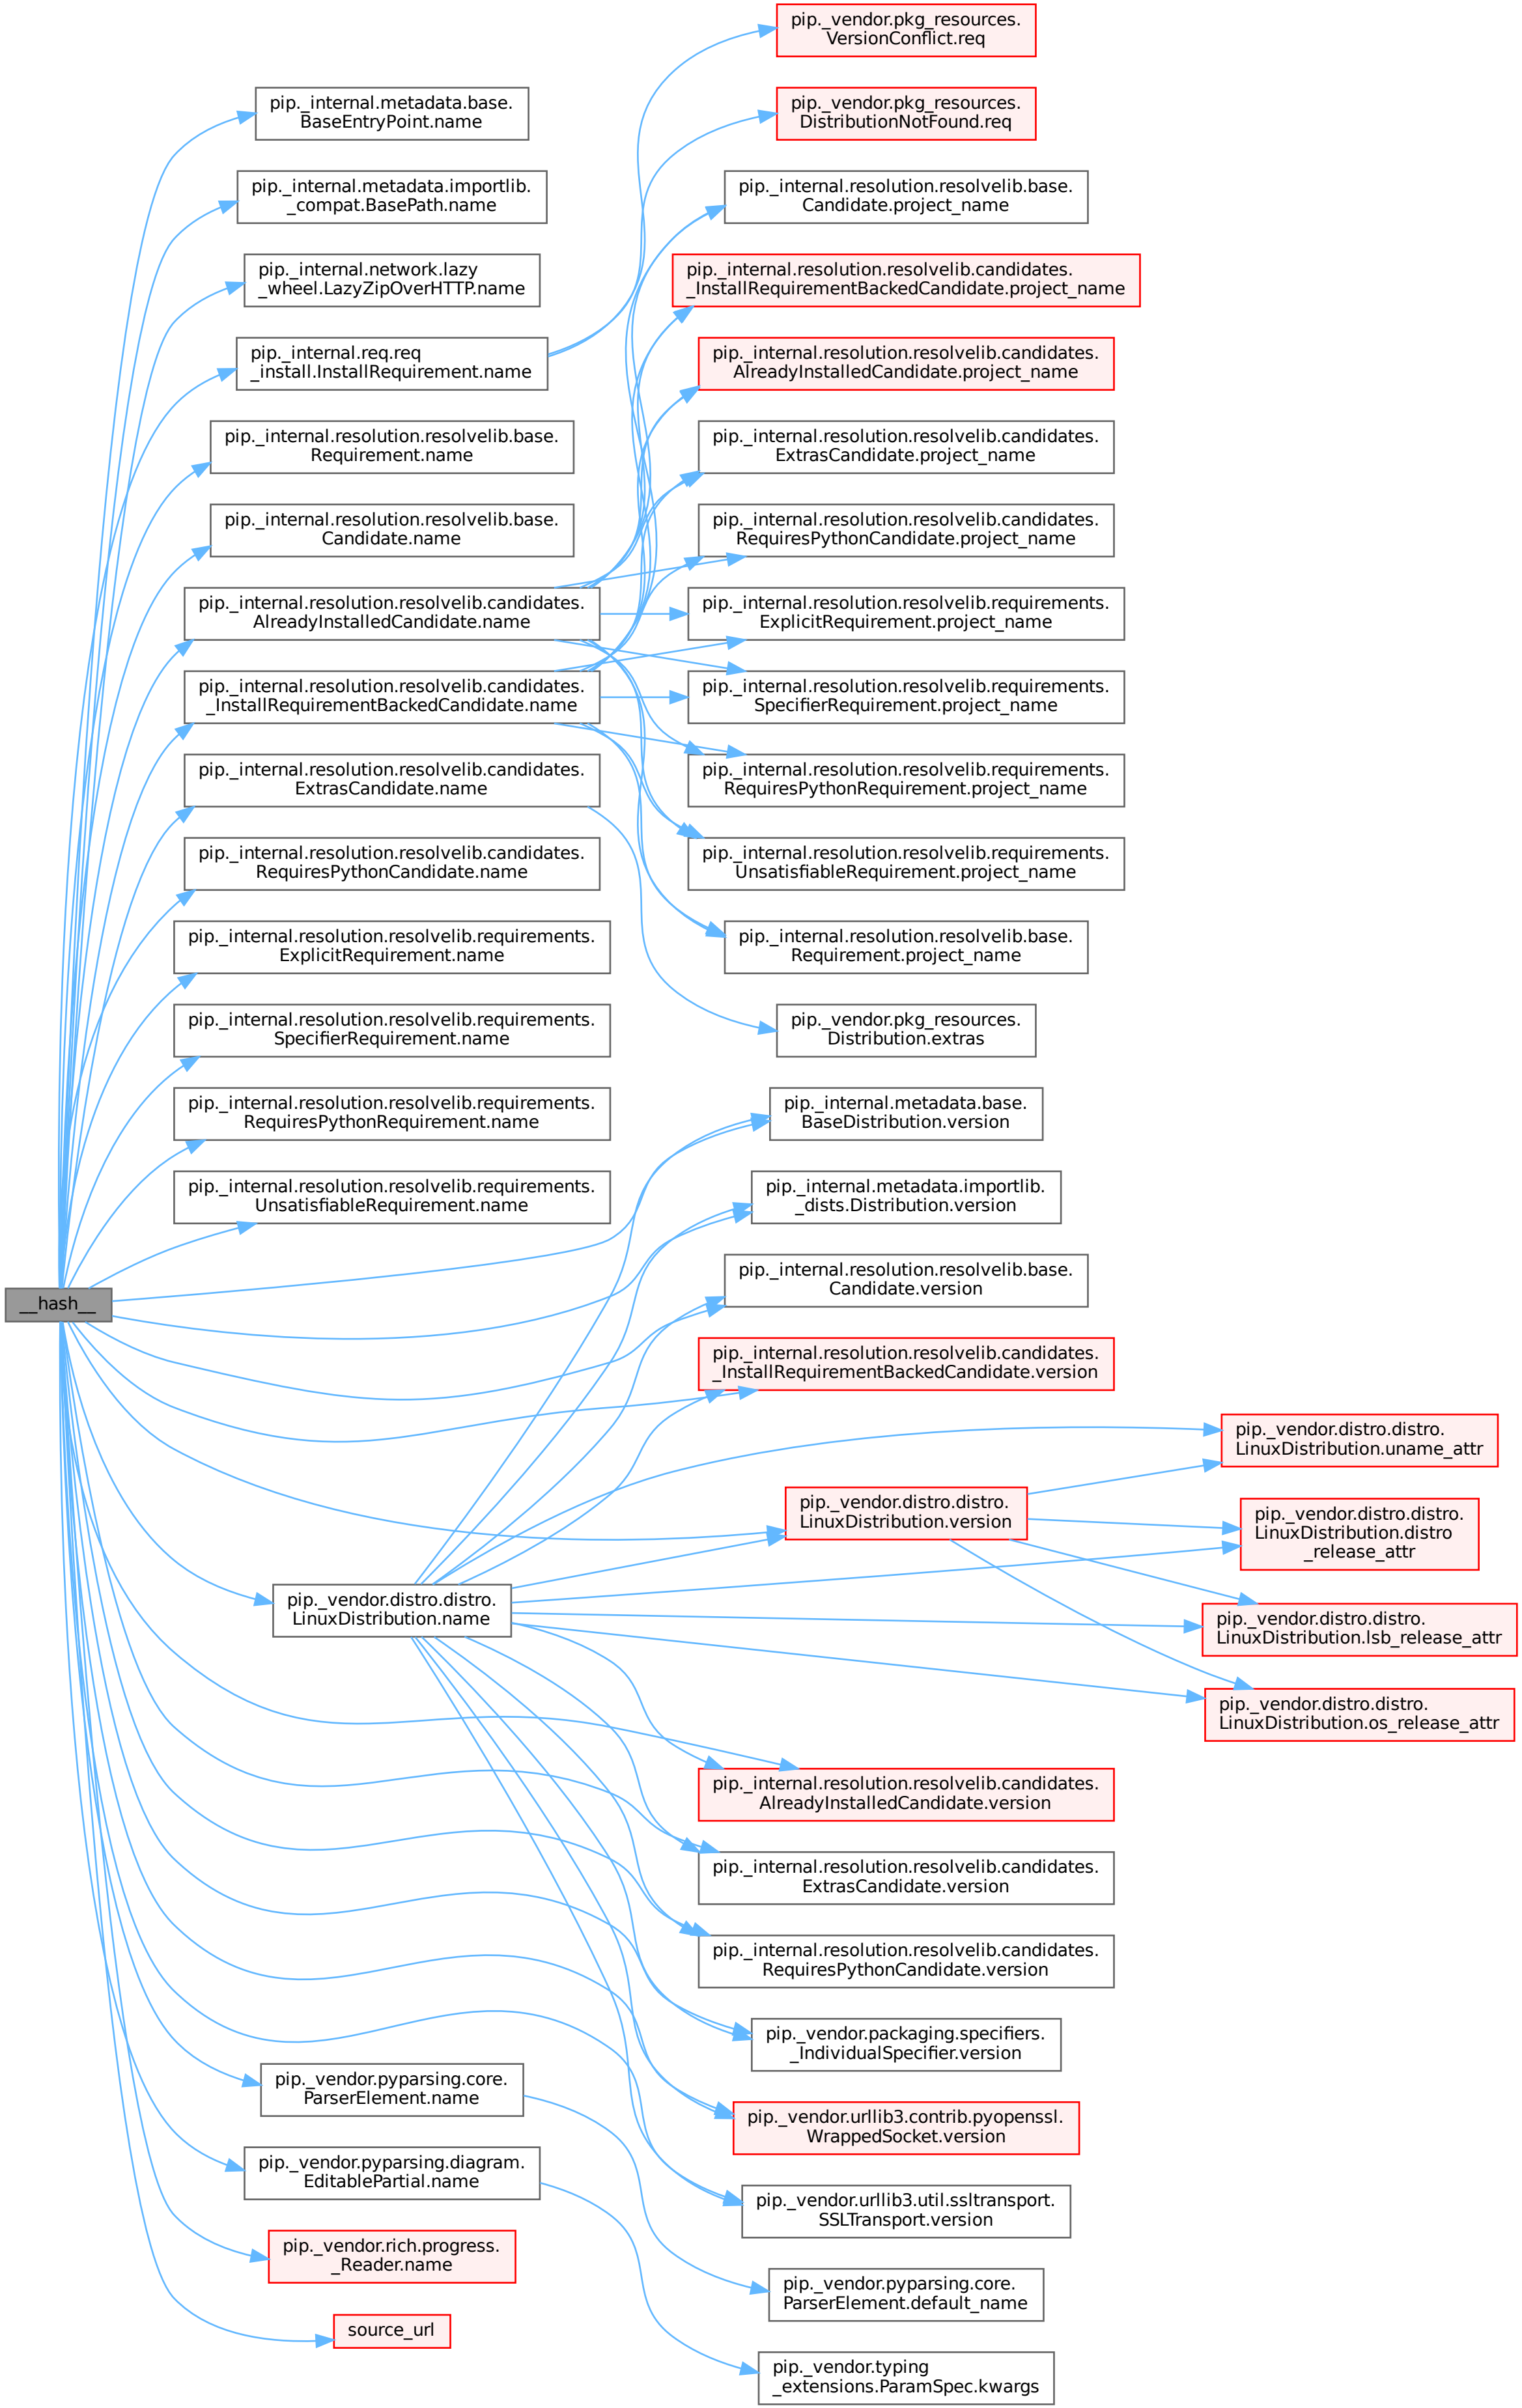 pip._vendor.pkg_resources.
VersionConflict.req
pip._internal.metadata.base.
BaseEntryPoint.name
pip._vendor.pkg_resources.
DistributionNotFound.req
pip._internal.metadata.importlib.
_compat.BasePath.name
pip._internal.resolution.resolvelib.base.
Candidate.project_name
pip._internal.network.lazy
_wheel.LazyZipOverHTTP.name
pip._internal.resolution.resolvelib.candidates.
_InstallRequirementBackedCandidate.project_name
pip._internal.req.req
_install.InstallRequirement.name
pip._internal.resolution.resolvelib.candidates.
AlreadyInstalledCandidate.project_name
pip._internal.resolution.resolvelib.base.
Requirement.name
pip._internal.resolution.resolvelib.candidates.
ExtrasCandidate.project_name
pip._internal.resolution.resolvelib.base.
Candidate.name
pip._internal.resolution.resolvelib.candidates.
RequiresPythonCandidate.project_name
pip._internal.resolution.resolvelib.candidates.
AlreadyInstalledCandidate.name
pip._internal.resolution.resolvelib.requirements.
ExplicitRequirement.project_name
pip._internal.resolution.resolvelib.candidates.
_InstallRequirementBackedCandidate.name
pip._internal.resolution.resolvelib.requirements.
SpecifierRequirement.project_name
pip._internal.resolution.resolvelib.candidates.
ExtrasCandidate.name
pip._internal.resolution.resolvelib.requirements.
RequiresPythonRequirement.project_name
pip._internal.resolution.resolvelib.candidates.
RequiresPythonCandidate.name
pip._internal.resolution.resolvelib.requirements.
UnsatisfiableRequirement.project_name
pip._internal.resolution.resolvelib.requirements.
ExplicitRequirement.name
pip._internal.resolution.resolvelib.base.
Requirement.project_name
pip._internal.resolution.resolvelib.requirements.
SpecifierRequirement.name
pip._vendor.pkg_resources.
Distribution.extras
pip._internal.resolution.resolvelib.requirements.
RequiresPythonRequirement.name
pip._internal.metadata.base.
BaseDistribution.version
pip._internal.resolution.resolvelib.requirements.
UnsatisfiableRequirement.name
pip._internal.metadata.importlib.
_dists.Distribution.version
__hash__
pip._internal.resolution.resolvelib.base.
Candidate.version
pip._internal.resolution.resolvelib.candidates.
_InstallRequirementBackedCandidate.version
pip._vendor.distro.distro.
LinuxDistribution.uname_attr
pip._vendor.distro.distro.
LinuxDistribution.version
pip._vendor.distro.distro.
LinuxDistribution.distro
_release_attr
pip._vendor.distro.distro.
LinuxDistribution.name
pip._vendor.distro.distro.
LinuxDistribution.lsb_release_attr
pip._vendor.distro.distro.
LinuxDistribution.os_release_attr
pip._internal.resolution.resolvelib.candidates.
AlreadyInstalledCandidate.version
pip._internal.resolution.resolvelib.candidates.
ExtrasCandidate.version
pip._internal.resolution.resolvelib.candidates.
RequiresPythonCandidate.version
pip._vendor.packaging.specifiers.
_IndividualSpecifier.version
pip._vendor.pyparsing.core.
ParserElement.name
pip._vendor.urllib3.contrib.pyopenssl.
WrappedSocket.version
pip._vendor.pyparsing.diagram.
EditablePartial.name
pip._vendor.urllib3.util.ssltransport.
SSLTransport.version
pip._vendor.rich.progress.
_Reader.name
pip._vendor.pyparsing.core.
ParserElement.default_name
source_url
pip._vendor.typing
_extensions.ParamSpec.kwargs